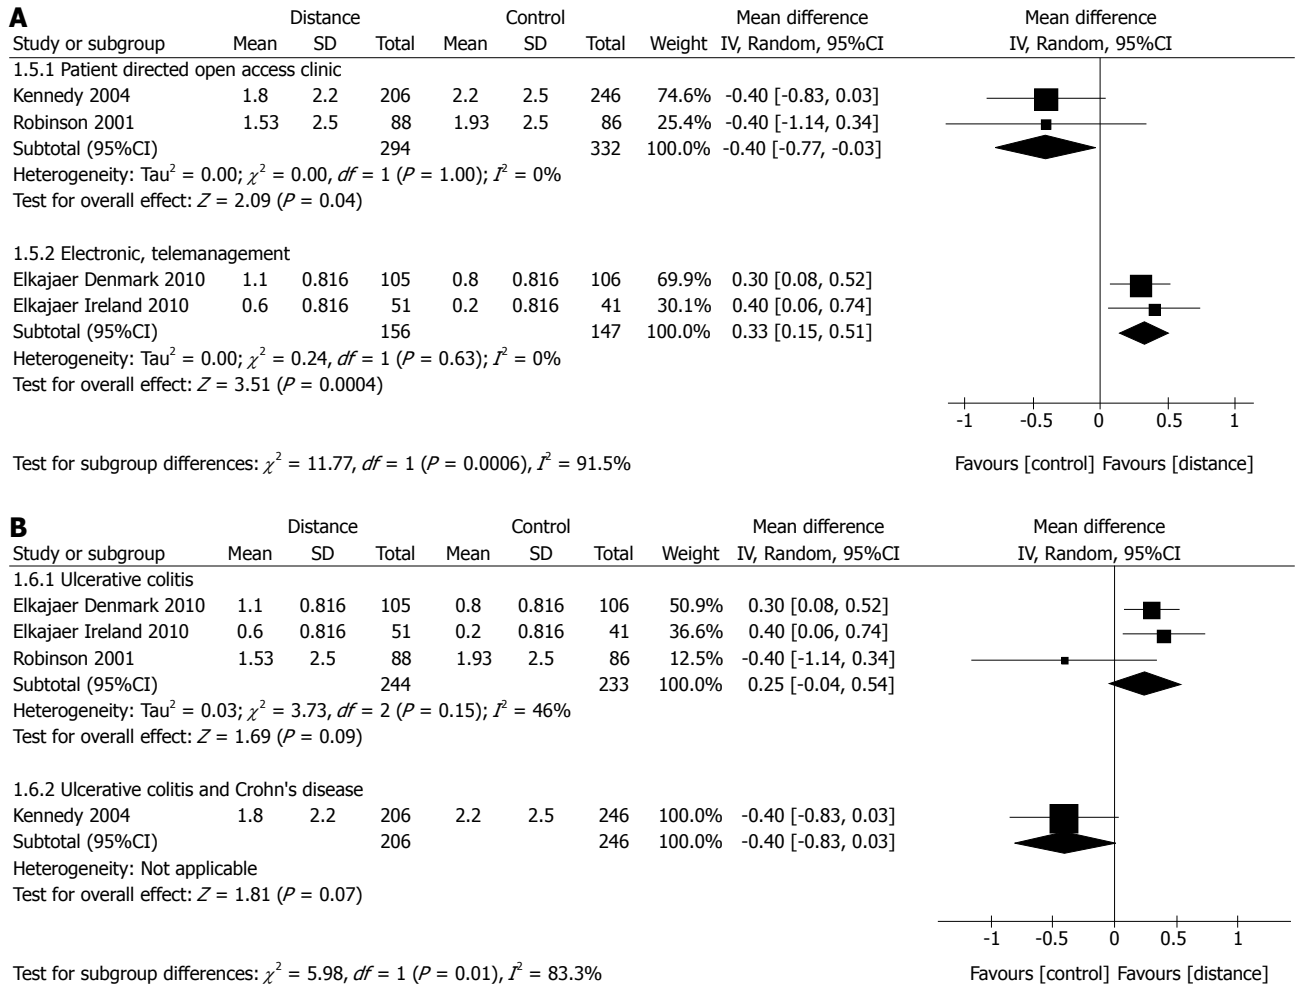 A
Distance Control Mean difference Mean difference
Study or subgroup Mean SD Total Mean SD Total Weight IV, Random, 95%CI IV, Random, 95%CI
1.5.1 Patient directed open access clinic
Kennedy 2004 1.8 2.2 206 2.2 2.5 246 74.6% -0.40 [-0.83, 0.03]
Robinson 2001 1.53 2.5 88 1.93 2.5 86 25.4% -0.40 [-1.14, 0.34]
Subtotal (95%CI) 294 332 100.0% -0.40 [-0.77, -0.03]
Heterogeneity: Tau² = 0.00; χ² = 0.00, df = 1 (P = 1.00); I² = 0%
Test for overall effect: Z = 2.09 (P = 0.04)
1.5.2 Electronic, telemanagement
Elkajaer Denmark 2010 1.1 0.816 105 0.8 0.816 106 69.9% 0.30 [0.08, 0.52]
Elkajaer Ireland 2010 0.6 0.816 51 0.2 0.816 41 30.1% 0.40 [0.06, 0.74]
Subtotal (95%CI) 156 147 100.0% 0.33 [0.15, 0.51]
Heterogeneity: Tau² = 0.00; χ² = 0.24, df = 1 (P = 0.63); I² = 0%
Test for overall effect: Z = 3.51 (P = 0.0004)
-1 -0.5 0 0.5 1
Test for subgroup differences: χ² = 11.77, df = 1 (P = 0.0006), I² = 91.5% Favours [control] Favours [distance]
B
Distance Control Mean difference Mean difference
Study or subgroup Mean SD Total Mean SD Total Weight IV, Random, 95%CI IV, Random, 95%CI
1.6.1 Ulcerative colitis
Elkajaer Denmark 2010 1.1 0.816 105 0.8 0.816 106 50.9% 0.30 [0.08, 0.52]
Elkajaer Ireland 2010 0.6 0.816 51 0.2 0.816 41 36.6% 0.40 [0.06, 0.74]
Robinson 2001 1.53 2.5 88 1.93 2.5 86 12.5% -0.40 [-1.14, 0.34]
Subtotal (95%CI) 244 233 100.0% 0.25 [-0.04, 0.54]
Heterogeneity: Tau² = 0.03; χ² = 3.73, df = 2 (P = 0.15); I² = 46%
Test for overall effect: Z = 1.69 (P = 0.09)
1.6.2 Ulcerative colitis and Crohn's disease
Kennedy 2004 1.8 2.2 206 2.2 2.5 246 100.0% -0.40 [-0.83, 0.03]
Subtotal (95%CI) 206 246 100.0% -0.40 [-0.83, 0.03]
Heterogeneity: Not applicable
Test for overall effect: Z = 1.81 (P = 0.07)
-1 -0.5 0 0.5 1
Test for subgroup differences: χ² = 5.98, df = 1 (P = 0.01), I² = 83.3% Favours [control] Favours [distance]